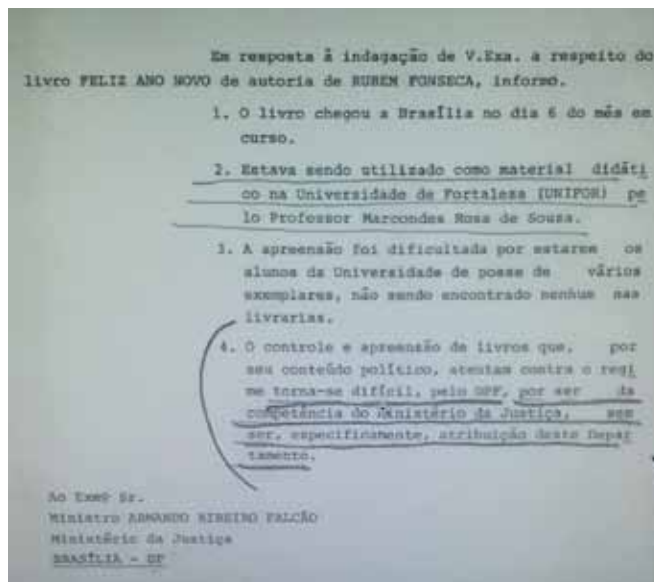 Em resposta à indagação de V.Exa. a respeito do
livro FELIZ ANO NOVO de autoria de RUBEM FONSECA, informo.
1. O livro chegou a Brasília no dia 6 do mês em
curso.
2. Estava sendo utilizado como material didáti
co na Universidade de Fortaleza (UNIFOR) pe
lo Professor Marcondes Rosa de Sousa.
3. A apreensão foi dificultada por estarem os
alunos da Universidade de posse de vários
exemplares, não sendo encontrado nenhum nas
livrarias.
4. O controle e apreensão de livros que, por
seu conteúdo político, atentam contra o regi
me torna-se difícil, pelo DPF, por ser da
competência do Ministério da Justiça, sem
ser, especificamente, atribuição deste Depar
tamento.
Ao Exmº Sr.
Ministro ARMANDO RIBEIRO FALCÃO
Ministério da Justiça
BRASÍLIA - DF